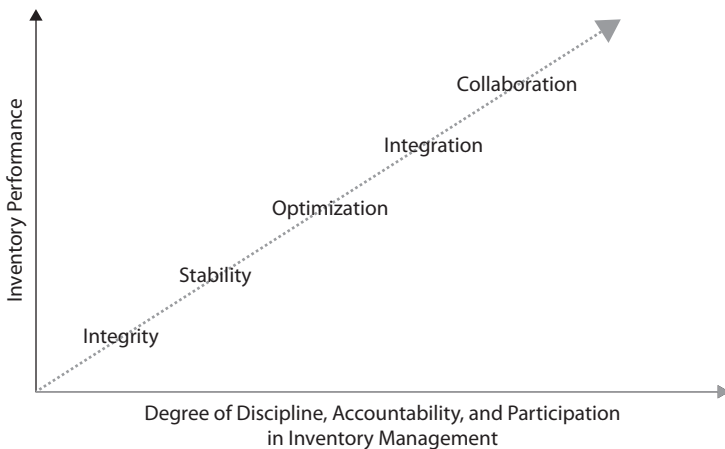 Collaboration
Integration
Optimization
Stability
Integrity
Inventory Performance
Degree of Discipline, Accountability, and Participation
in Inventory Management